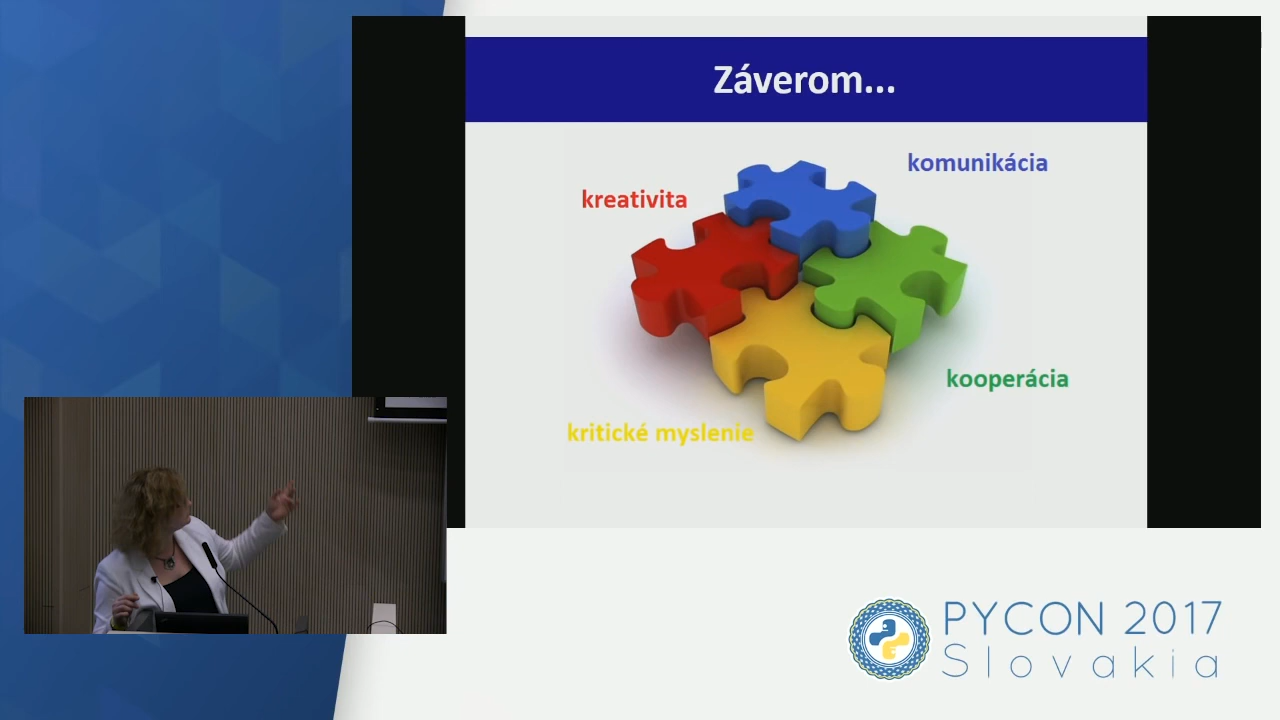 Záverom...
komunikácia
kreativita
kooperácia
kritické myslenie
PYCON 2017
Slovakia